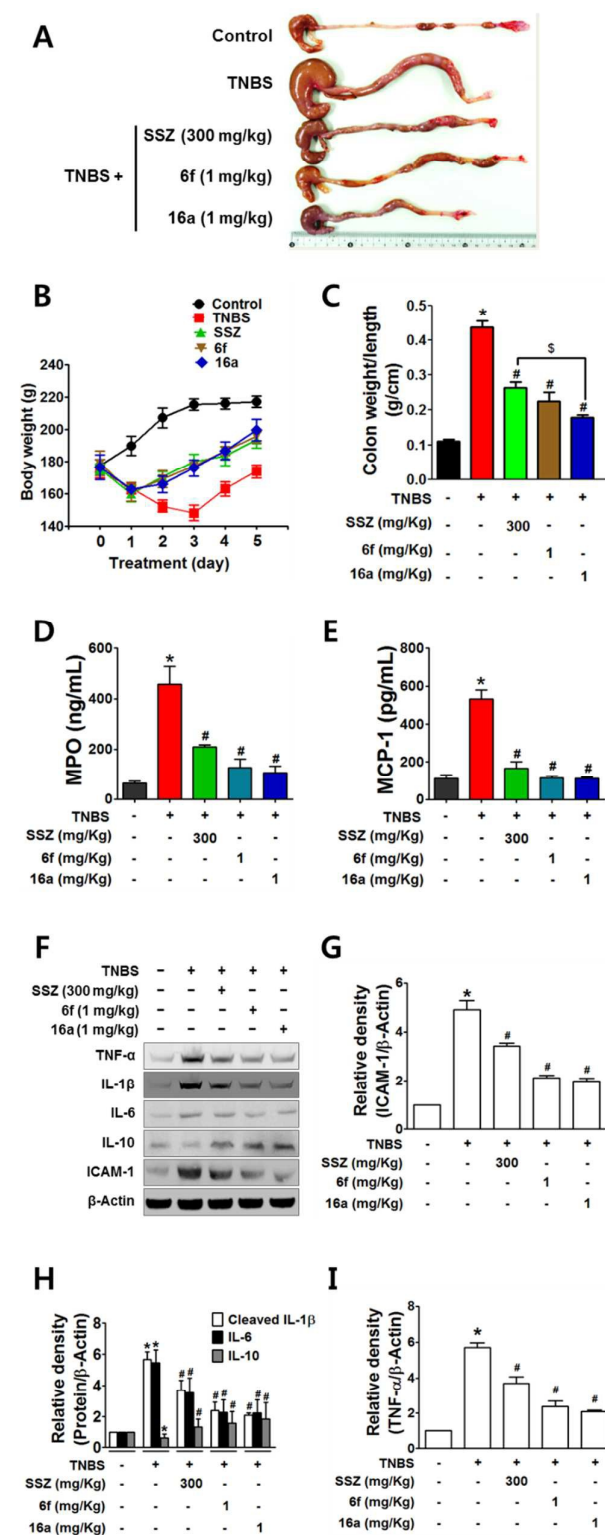 A
Control
TNBS
TNBS +
SSZ (300 mg/kg)
6f (1 mg/kg)
16a (1 mg/kg)
B
Control
TNBS
SSZ
6f
16a
Body weight (g)
220
200
180
160
140
0 1 2 3 4 5
Treatment (day)
C
Colon weight/length
(g/cm)
0.5
0.4
0.3
0.2
0.1
0.0
* # # # $
TNBS - + + + +
SSZ (mg/Kg) - - 300 - -
6f (mg/Kg) - - - 1 -
16a (mg/Kg) - - - - 1
D
MPO (ng/mL)
600
400
200
0
* # # #
TNBS - + + + +
SSZ (mg/Kg) - - 300 - -
6f (mg/Kg) - - - 1 -
16a (mg/Kg) - - - - 1
E
MCP-1 (pg/mL)
800
600
400
200
0
* # # #
TNBS - + + + +
SSZ (mg/Kg) - - 300 - -
6f (mg/Kg) - - - 1 -
16a (mg/Kg) - - - - 1
F
TNBS - + + + +
SSZ (300 mg/kg) - - + - -
6f (1 mg/kg) - - - + -
16a (1 mg/kg) - - - - +
TNF-α
IL-1β
IL-6
IL-10
ICAM-1
β-Actin
G
Relative density
(ICAM-1/β-Actin)
6
4
2
0
* # # #
TNBS - + + + +
SSZ (mg/Kg) - - 300 - -
6f (mg/Kg) - - - 1 -
16a (mg/Kg) - - - - 1
H
Relative density
(Protein/β-Actin)
Cleaved IL-1β
IL-6
IL-10
8
6
4
2
0
* * * # # # # # # # # #
TNBS - + + + +
SSZ (mg/Kg) - - 300 - -
6f (mg/Kg) - - - 1 -
16a (mg/Kg) - - - - 1
I
Relative density
(TNF-α/β-Actin)
8
6
4
2
0
* # # #
TNBS - + + + +
SSZ (mg/Kg) - - 300 - -
6f (mg/Kg) - - - 1 -
16a (mg/Kg) - - - - 1